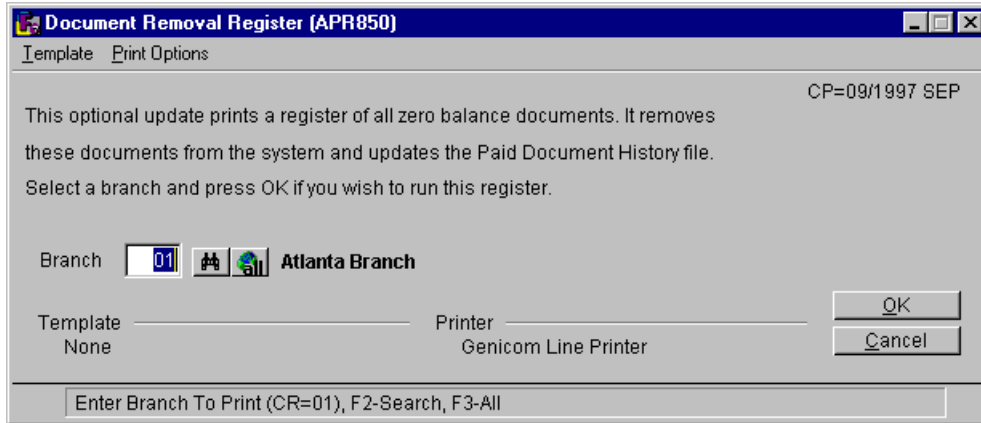 Document Removal Register (APR850)
Template Print Options
CP=09/1997 SEP
This optional update prints a register of all zero balance documents. It removes
these documents from the system and updates the Paid Document History file.
Select a branch and press OK if you wish to run this register.
Branch 01 all Atlanta Branch
Template Printer OK
None Genicom Line Printer Cancel
Enter Branch To Print (CR=01), F2-Search, F3-All